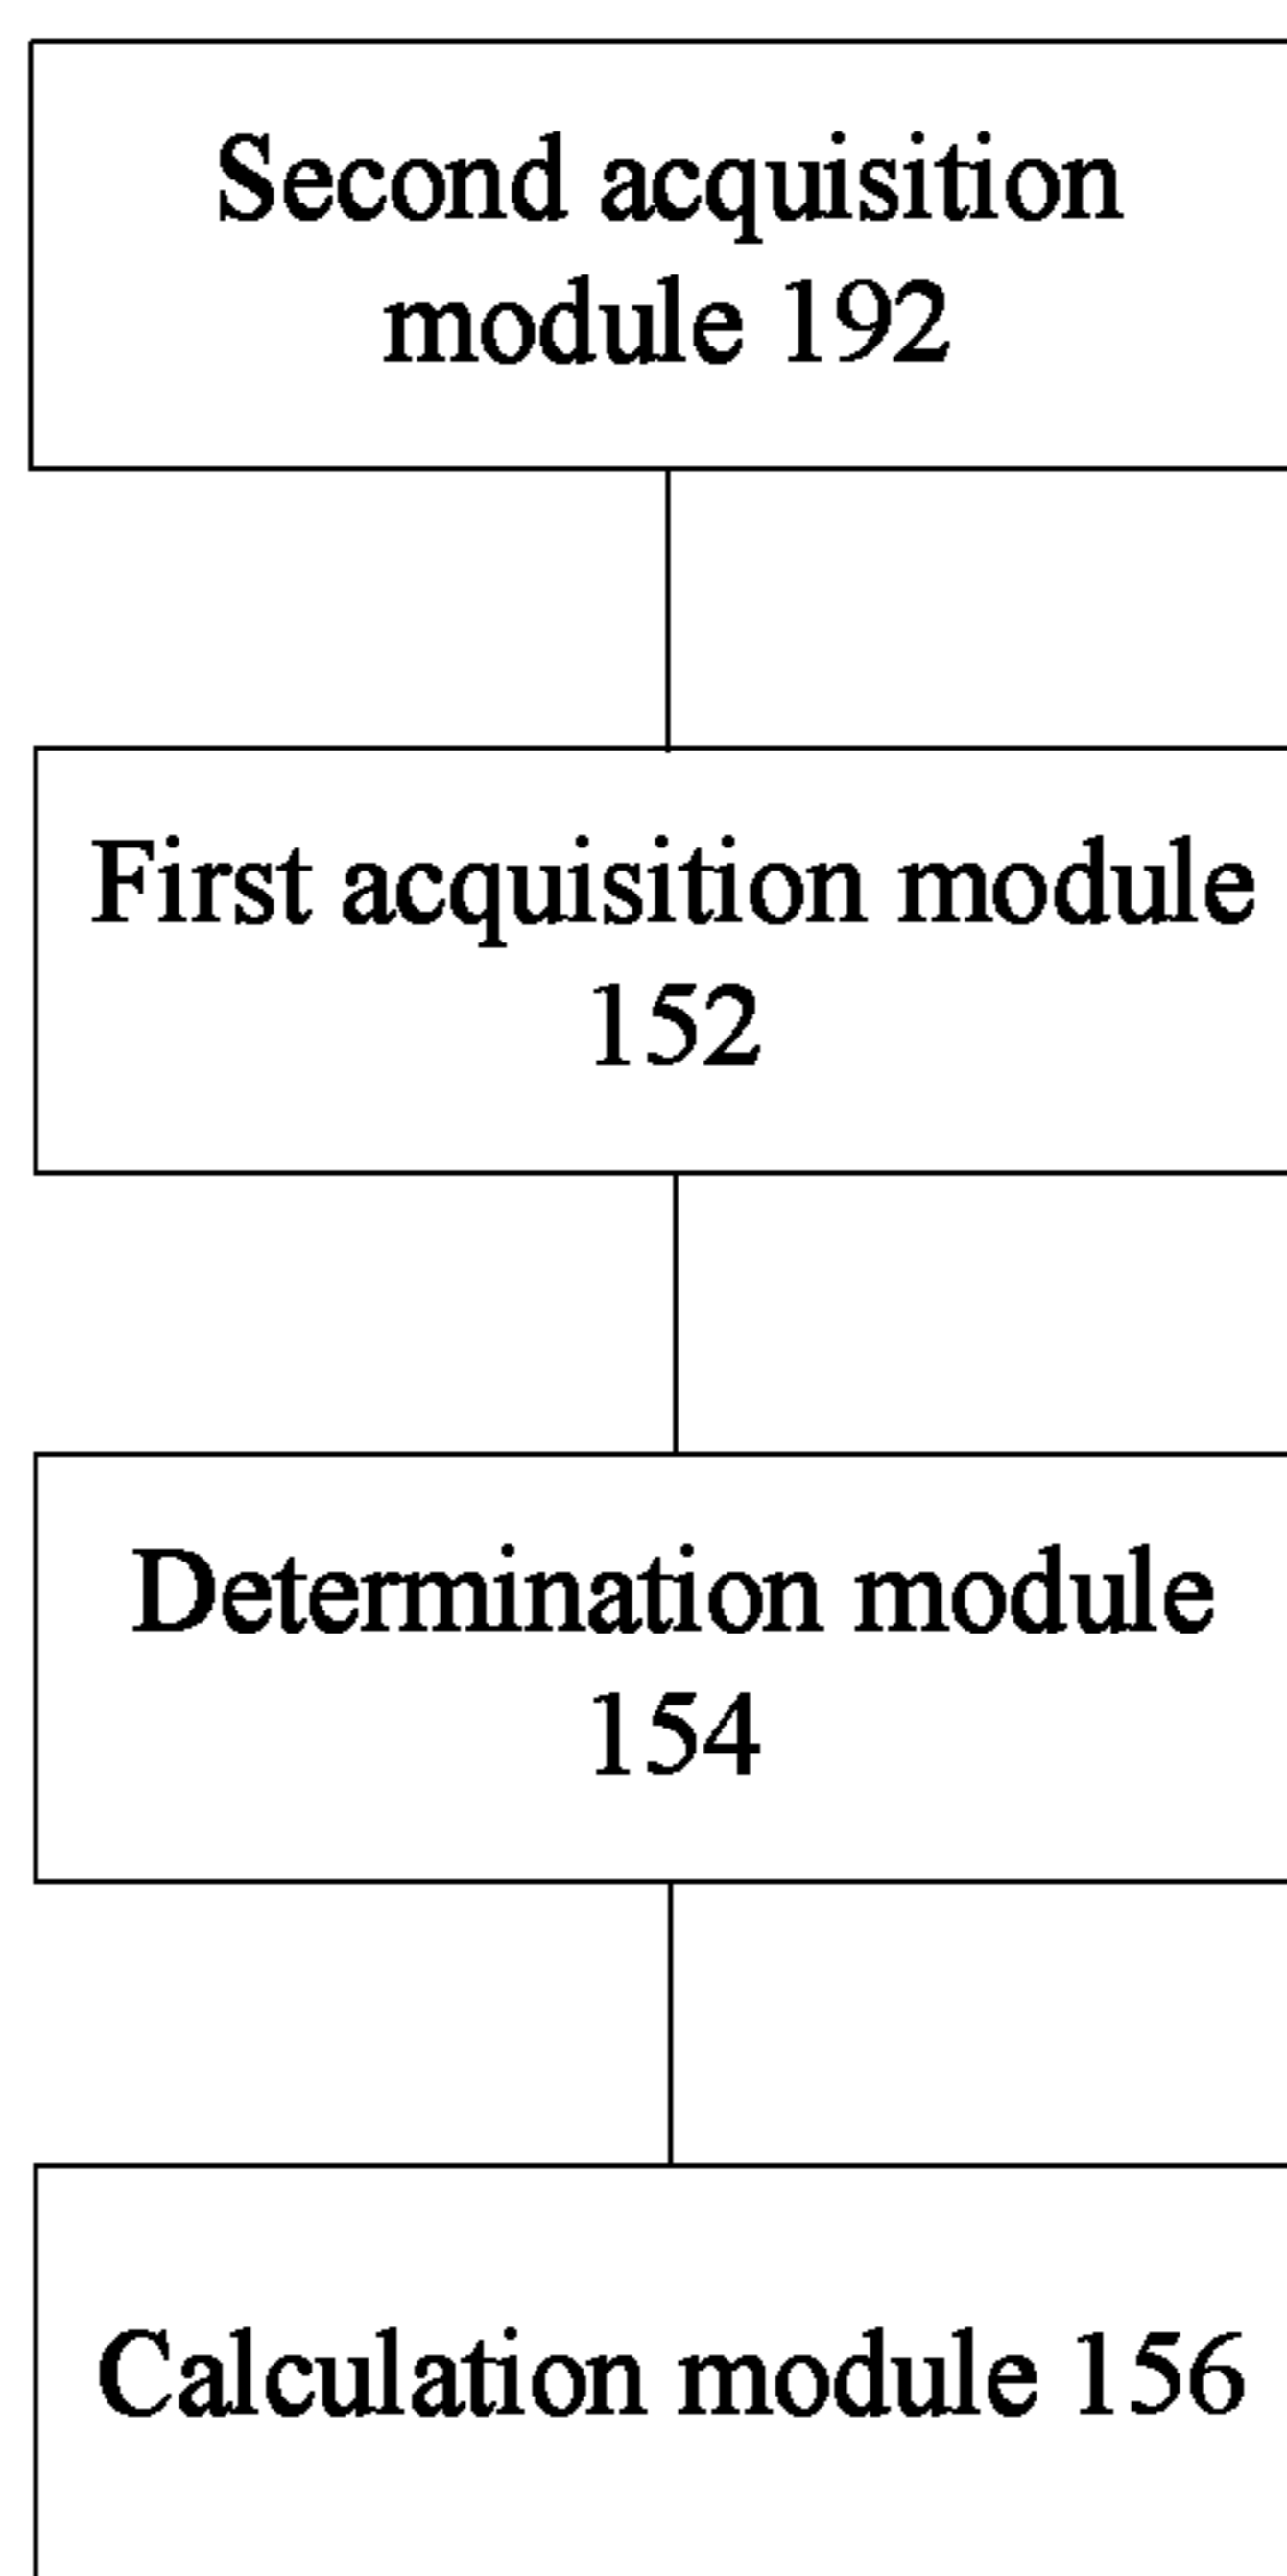 Second acquisition
module 192
First acquisition module
152
Determination module
154
Calculation module 156